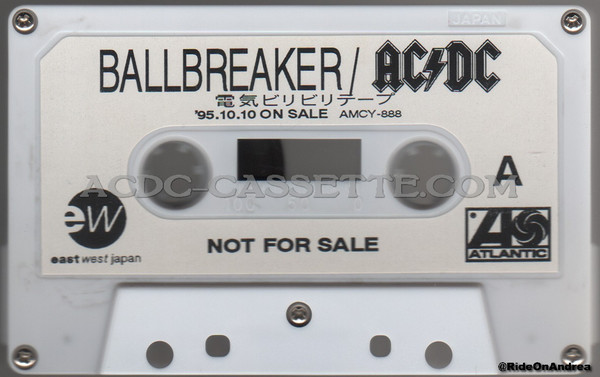 JAPAN
BALLBREAKER / AC/DC
電気ビリビリテープ
'95.10.10 ON SALE AMCY-888
ACDC-CASSETTE.COM
A
ew
east west japan
NOT FOR SALE
ATLANTIC
@RideOnAndrea